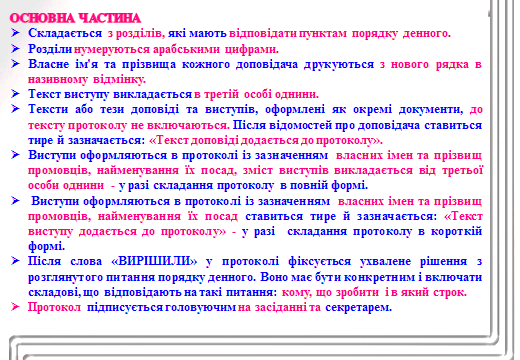 ОСНОВНА ЧАСТИНА
➢ Складається з розділів, які мають відповідати пунктам порядку денного.
➢ Розділи нумеруються арабськими цифрами.
➢ Власне ім'я та прізвища кожного доповідача друкуються з нового рядка в
називному відмінку.
➢ Текст виступу викладається в третій особі однини.
➢ Тексти або тези доповіді та виступів, оформлені як окремі документи, до
тексту протоколу не включаються. Після відомостей про доповідача ставиться
тире й зазначається: «Текст доповіді додається до протоколу».
➢ Виступи оформляються в протоколі із зазначенням власних імен та прізвищ
промовців, найменування їх посад, зміст виступів викладається від третьої
особи однини - у разі складання протоколу в повній формі.
➢ Виступи оформляються в протоколі із зазначенням власних імен та прізвищ
промовців, найменування їх посад ставиться тире й зазначається: «Текст
виступу додається до протоколу» - у разі складання протоколу в короткій
формі.
➢ Після слова «ВИРІШИЛИ» у протоколі фіксується ухвалене рішення з
розглянутого питання порядку денного. Воно має бути конкретним і включати
складові, що відповідають на такі питання: кому, що зробити і в який строк.
➢ Протокол підписується головуючим на засіданні та секретарем.